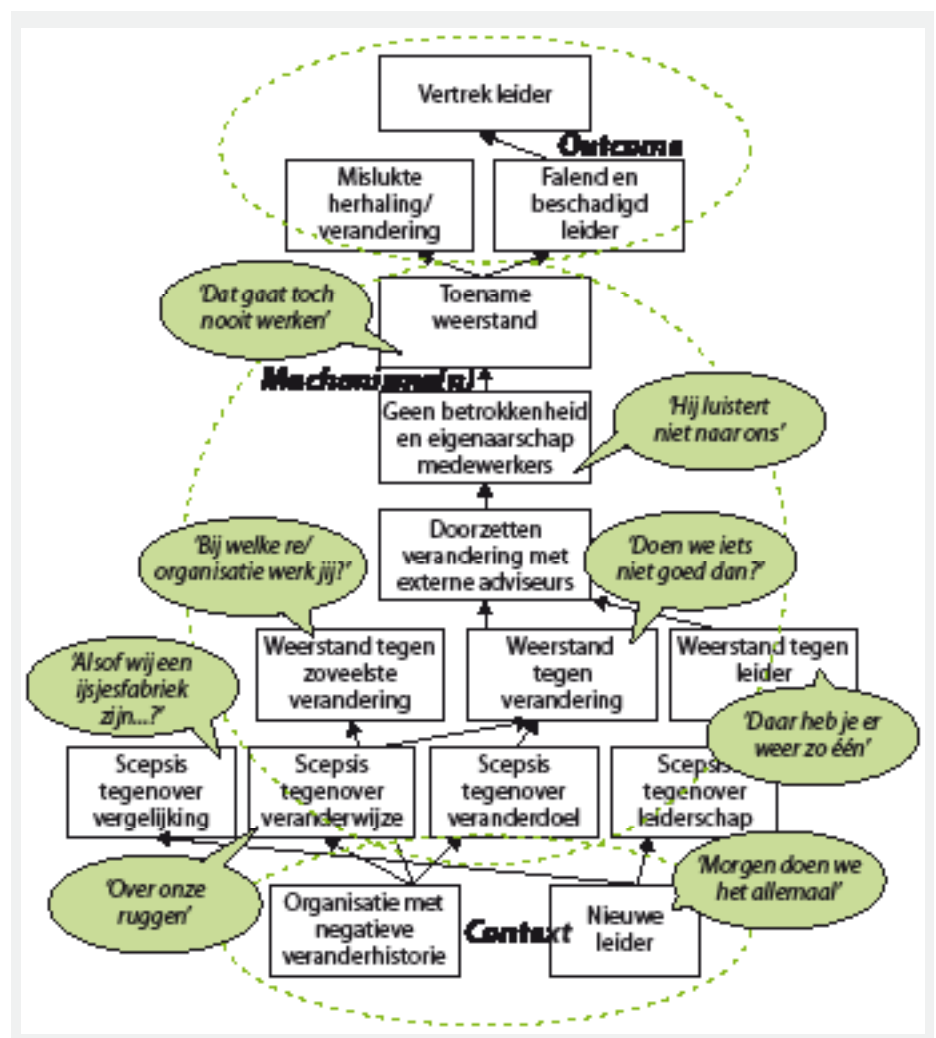 Vertrek leider
Outcome
Mislukte
herhaling/
verandering
Falend en
beschadigd
leider
'Dat gaat toch
nooit werken'
Toename
weerstand
Mechanisme(n)
Geen betrokkenheid
en eigenaarschap
medewerkers
'Hij luistert
niet naar ons'
Doorzetten
verandering met
externe adviseurs
'Bij welke re/
organisatie werk jij?'
'Doen we iets
niet goed dan?'
Weerstand tegen
zoveelste
verandering
Weerstand
tegen
verandering
Weerstand tegen
leider
'Alsof wij een
ijsjesfabriek
zijn...?'
'Daar heb je er
weer zo één'
Scepsis
tegenover
vergelijking
Scepsis
tegenover
veranderwijze
Scepsis
tegenover
veranderdoel
Scepsis
tegenover
leiderschap
'Over onze
ruggen'
'Morgen doen we
het allemaal'
Organisatie met
negatieve
veranderhistorie
Context
Nieuwe
leider